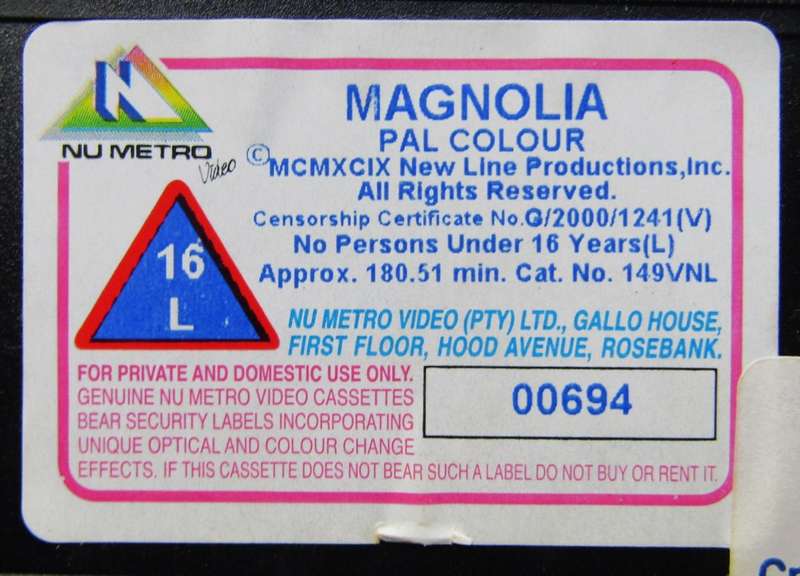 NU METRO
Video
MAGNOLIA
PAL COLOUR
©MCMXCIX New Line Productions,Inc.
All Rights Reserved.
Censorship Certificate No.G/2000/1241(V)
No Persons Under 16 Years(L)
Approx. 180.51 min. Cat. No. 149VNL
16
L
NU METRO VIDEO (PTY) LTD., GALLO HOUSE,
FIRST FLOOR, HOOD AVENUE, ROSEBANK.
FOR PRIVATE AND DOMESTIC USE ONLY.
GENUINE NU METRO VIDEO CASSETTES
BEAR SECURITY LABELS INCORPORATING
UNIQUE OPTICAL AND COLOUR CHANGE
EFFECTS. IF THIS CASSETTE DOES NOT BEAR SUCH A LABEL DO NOT BUY OR RENT IT.
00694